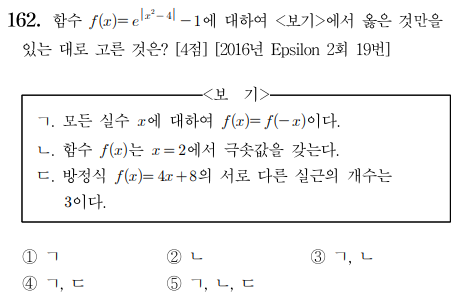 162. 함수 f(x)=e^{|x²-4|}-1에 대하여 <보기>에서 옳은 것만을
있는 대로 고른 것은? [4점] [2016년 Epsilon 2회 19번]
<보 기>
ㄱ. 모든 실수 x에 대하여 f(x)=f(-x)이다.
ㄴ. 함수 f(x)는 x=2에서 극솟값을 갖는다.
ㄷ. 방정식 f(x)=4x+8의 서로 다른 실근의 개수는
3이다.
① ㄱ ② ㄴ ③ ㄱ, ㄴ
④ ㄱ, ㄷ ⑤ ㄱ, ㄴ, ㄷ